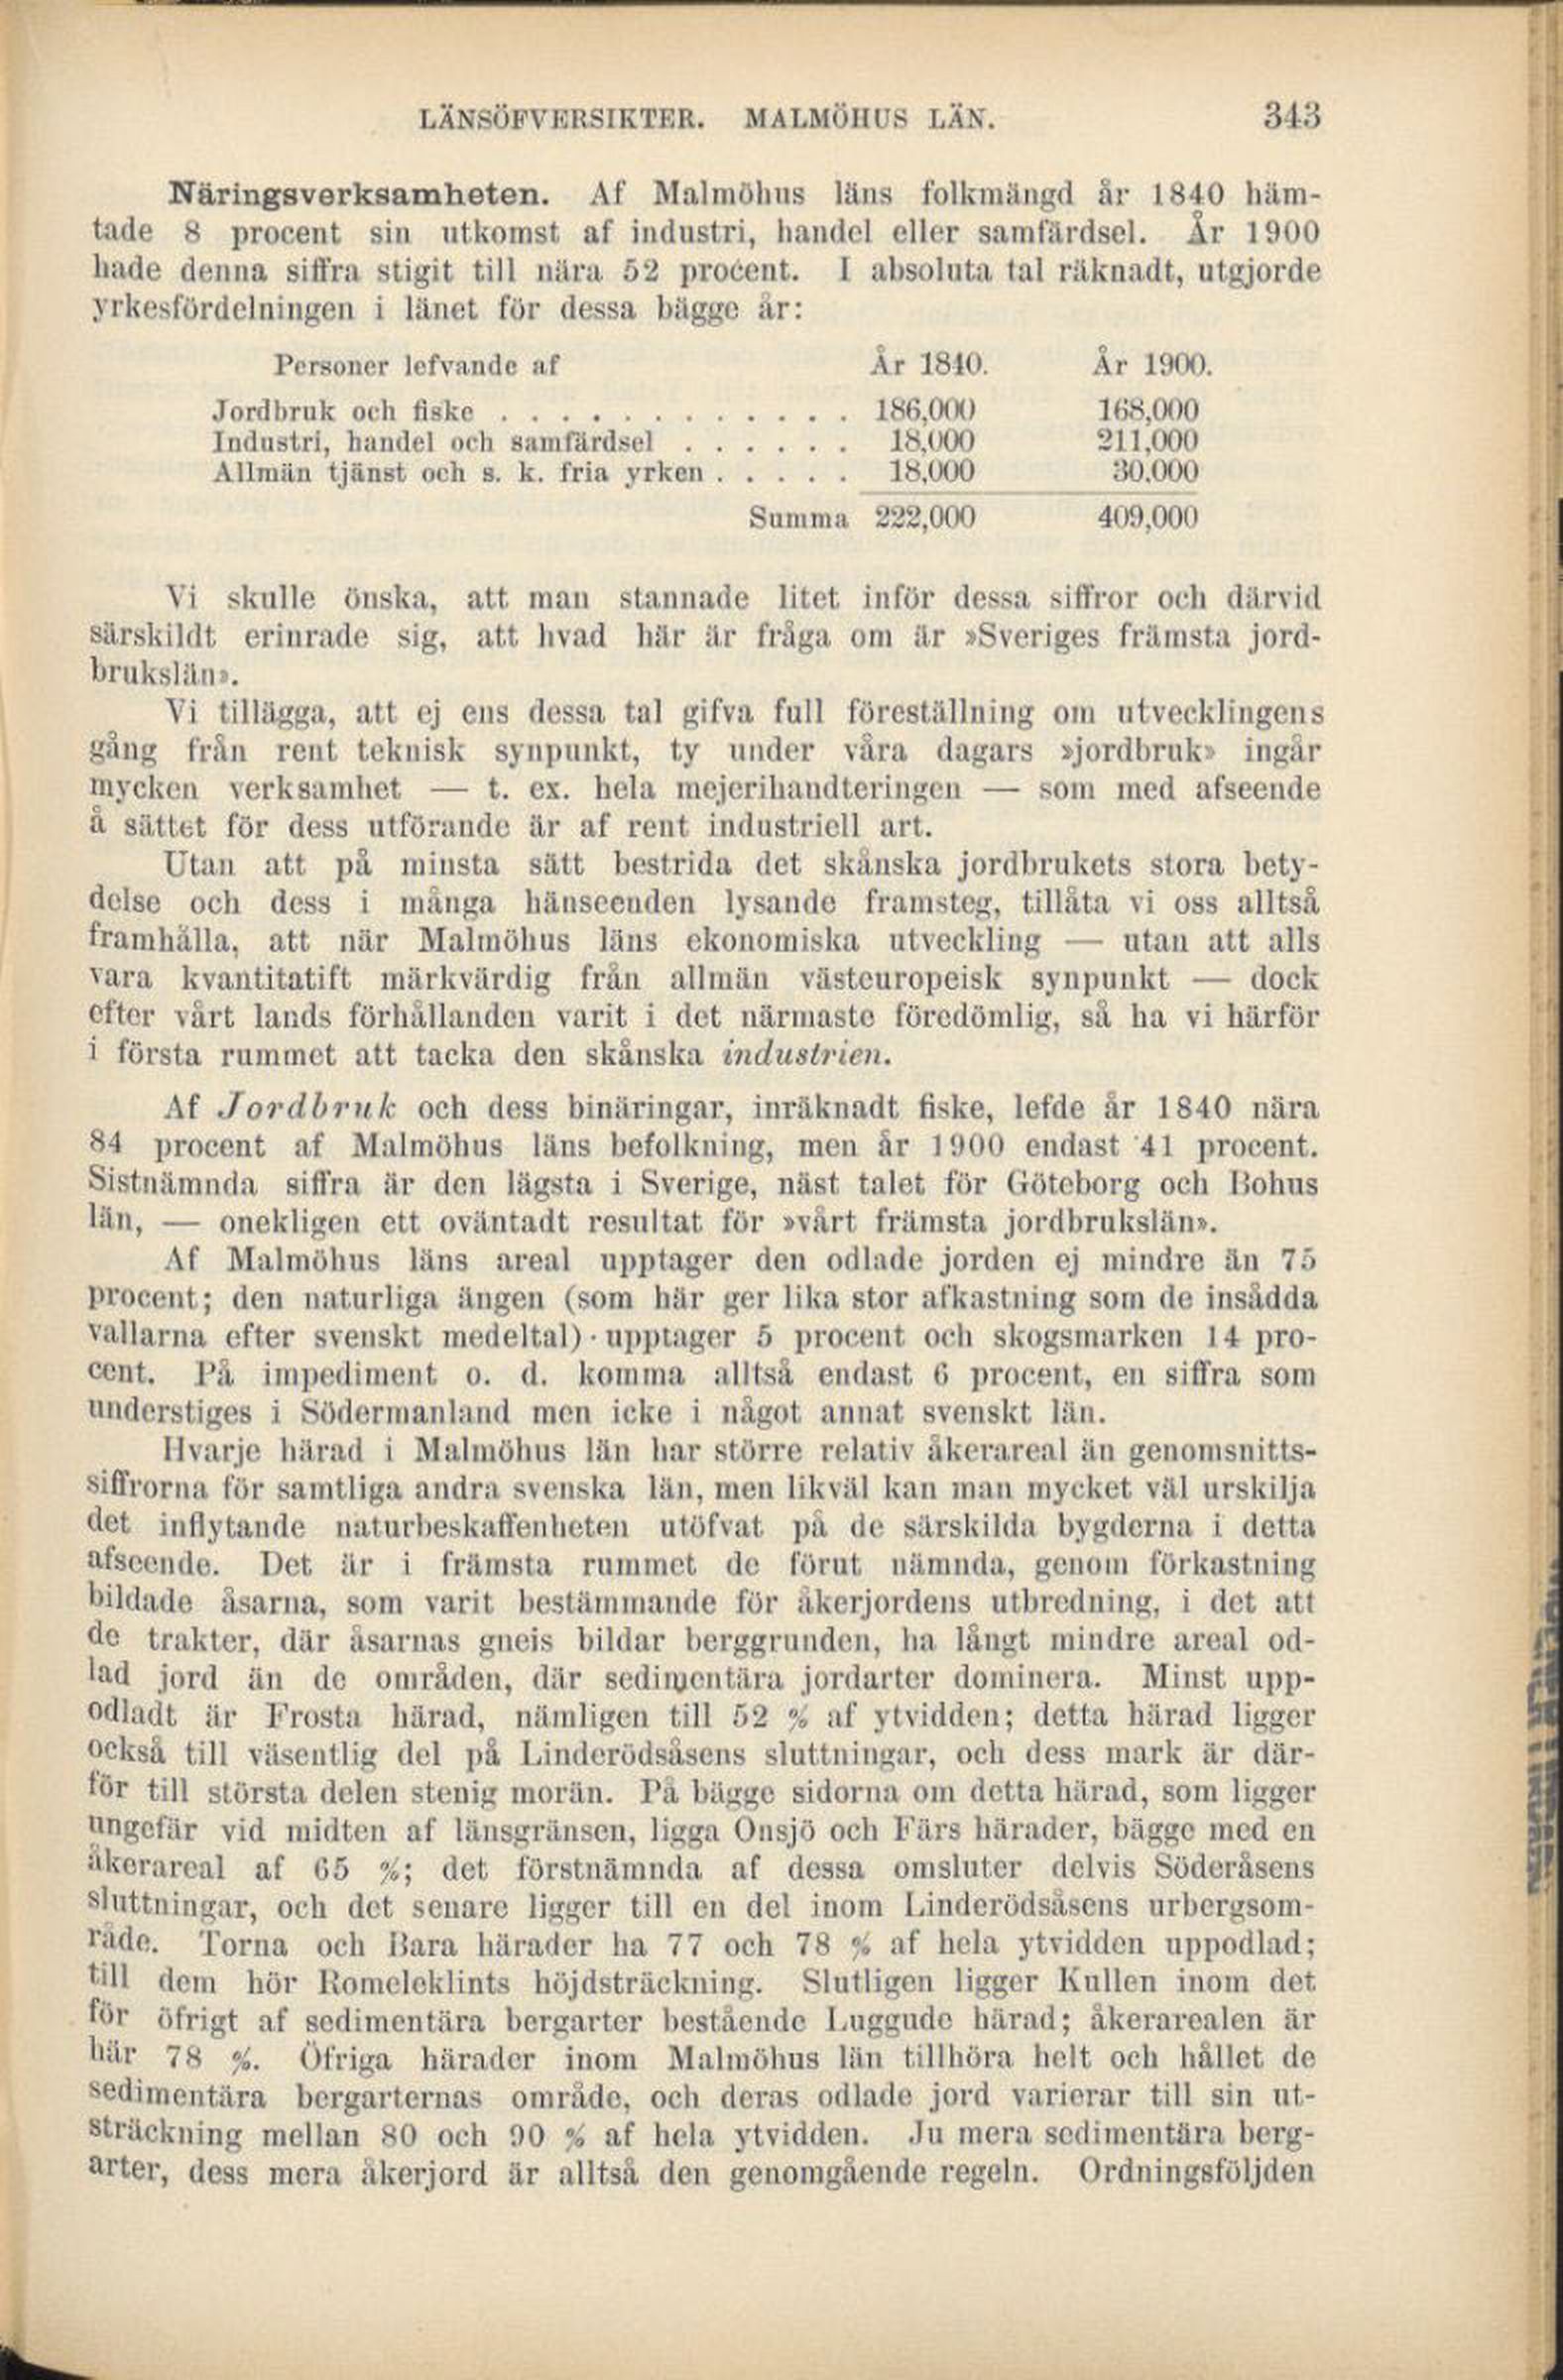 LÄNSÖFVERSIKTER. MALMÖHUS LÄN. 343
Näringsverksamheten. Af Malmöhus läns folkmängd år 1840 häm-
tade 8 procent sin utkomst af industri, handel eller samfärdsel. År 1900
hade denna siffra stigit till nära 52 procent. I absoluta tal räknadt, utgjorde
yrkesfördelningen i länet för dessa bägge år:
Personer lefvande af År 1840. År 1900.
Jordbruk och fiske . . . . . . . . . . . . 186,000 168,000
Industri, handel och samfärdsel . . . . . . 18,000 211,000
Allmän tjänst och s. k. fria yrken . . . . . 18,000 30,000
Summa 222,000 409,000
Vi skulle önska, att man stannade litet inför dessa siffror och därvid
särskildt erinrade sig, att hvad här är fråga om är »Sveriges främsta jord-
brukslän».
Vi tillägga, att ej ens dessa tal gifva full föreställning om utvecklingens
gång från rent teknisk synpunkt, ty under våra dagars »jordbruk» ingår
mycken verksamhet — t. ex. hela mejerihandteringen — som med afseende
å sättet för dess utförande är af rent industriell art.
Utan att på minsta sätt bestrida det skånska jordbrukets stora bety-
delse och dess i många hänseenden lysande framsteg, tillåta vi oss alltså
framhålla, att när Malmöhus läns ekonomiska utveckling — utan att alls
vara kvantitatift märkvärdig från allmän västeuropeisk synpunkt — dock
efter vårt lands förhållanden varit i det närmaste föredömlig, så ha vi härför
i första rummet att tacka den skånska industrien.
Af Jordbruk och dess binäringar, inräknadt fiske, lefde år 1840 nära
84 procent af Malmöhus läns befolkning, men år 1900 endast 41 procent.
Sistnämnda siffra är den lägsta i Sverige, näst talet för Göteborg och Bohus
län, — onekligen ett oväntadt resultat för »vårt främsta jordbrukslän».
Af Malmöhus läns areal upptager den odlade jorden ej mindre än 75
procent; den naturliga ängen (som här ger lika stor afkastning som de insådda
vallarna efter svenskt medeltal) upptager 5 procent och skogsmarken 14 pro-
cent. På impediment o. d. komma alltså endast 6 procent, en siffra som
understiges i Södermanland men icke i något annat svenskt län.
Hvarje härad i Malmöhus län har större relativ åkerareal än genomsnitts-
siffrorna för samtliga andra svenska län, men likväl kan man mycket väl urskilja
det inflytande naturbeskaffenheten utöfvat på de särskilda bygderna i detta
afseende. Det är i främsta rummet de förut nämnda, genom förkastning
bildade åsarna, som varit bestämmande för åkerjordens utbredning, i det att
de trakter, där åsarnas gneis bildar berggrunden, ha långt mindre areal od-
lad jord än de områden, där sedimentära jordarter dominera. Minst upp-
odladt är Frosta härad, nämligen till 52 % af ytvidden; detta härad ligger
också till väsentlig del på Linderödsåsens sluttningar, och dess mark är där-
för till största delen stenig morän. På bägge sidorna om detta härad, som ligger
ungefär vid midten af länsgränsen, ligga Onsjö och Färs härader, bägge med en
åkerareal af 65 %; det förstnämnda af dessa omsluter delvis Söderåsens
sluttningar, och det senare ligger till en del inom Linderödsåsens urbergsom-
råde. Torna och Bara härader ha 77 och 78 % af hela ytvidden uppodlad;
till dem hör Romeleklints höjdsträckning. Slutligen ligger Kullen inom det
för öfrigt af sedimentära bergarter bestående Luggude härad; åkerarealen är
här 78 %. Öfriga härader inom Malmöhus län tillhöra helt och hållet de
sedimentära bergarternas område, och deras odlade jord varierar till sin ut-
sträckning mellan 80 och 90 % af hela ytvidden. Ju mera sedimentära berg-
arter, dess mera åkerjord är alltså den genomgående regeln. Ordningsföljden